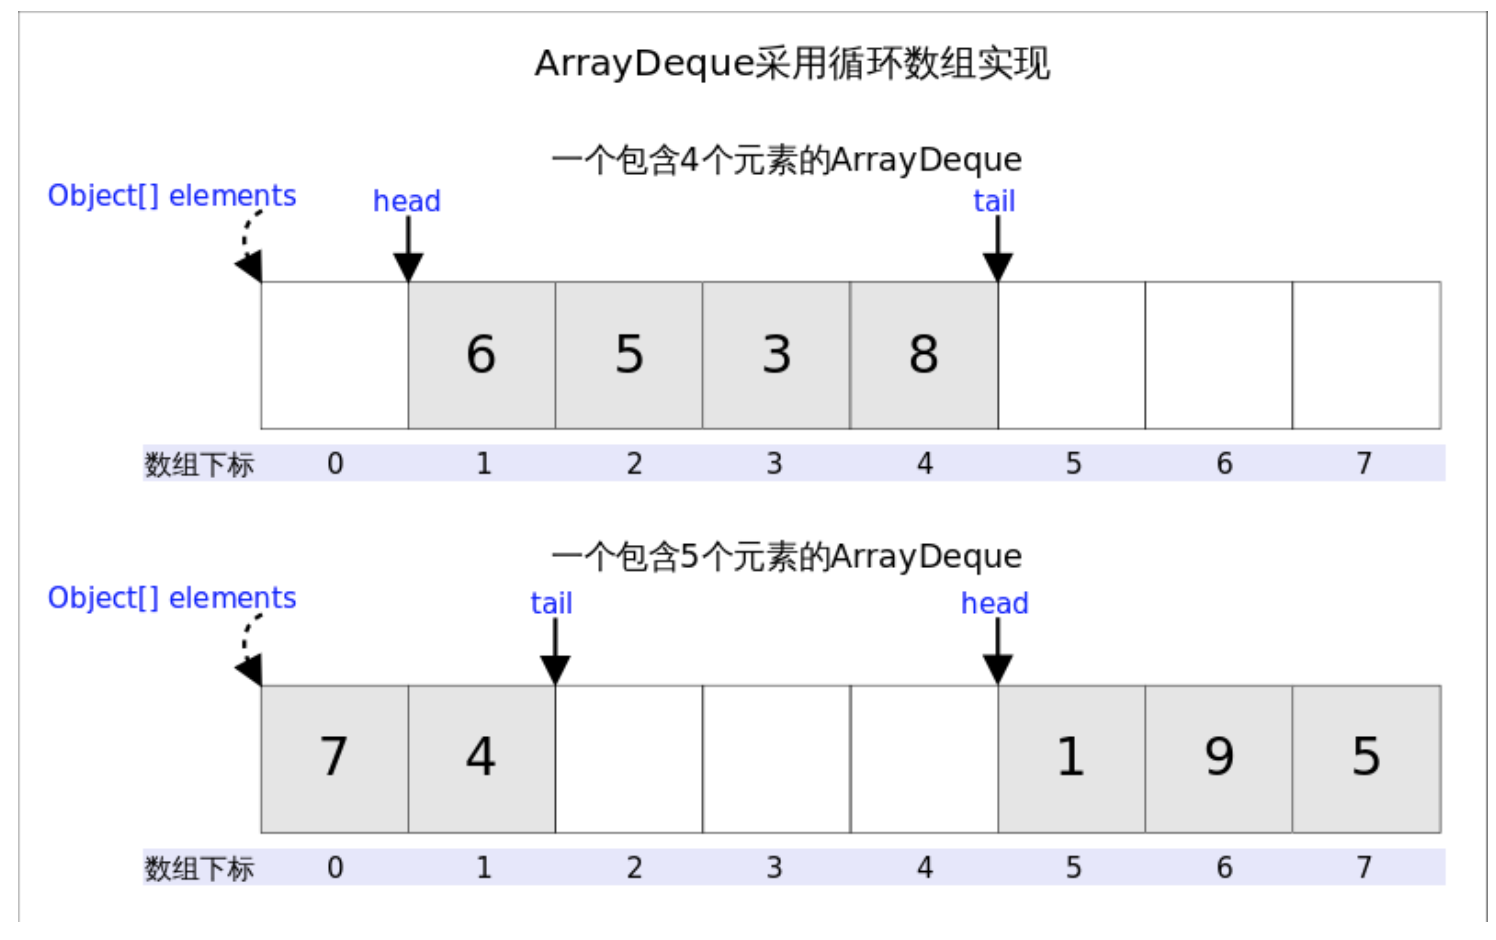 ArrayDeque采用循环数组实现
一个包含4个元素的ArrayDeque
Object[] elements head tail
6 5 3 8
数组下标 0 1 2 3 4 5 6 7
一个包含5个元素的ArrayDeque
Object[] elements tail head
7 4 1 9 5
数组下标 0 1 2 3 4 5 6 7